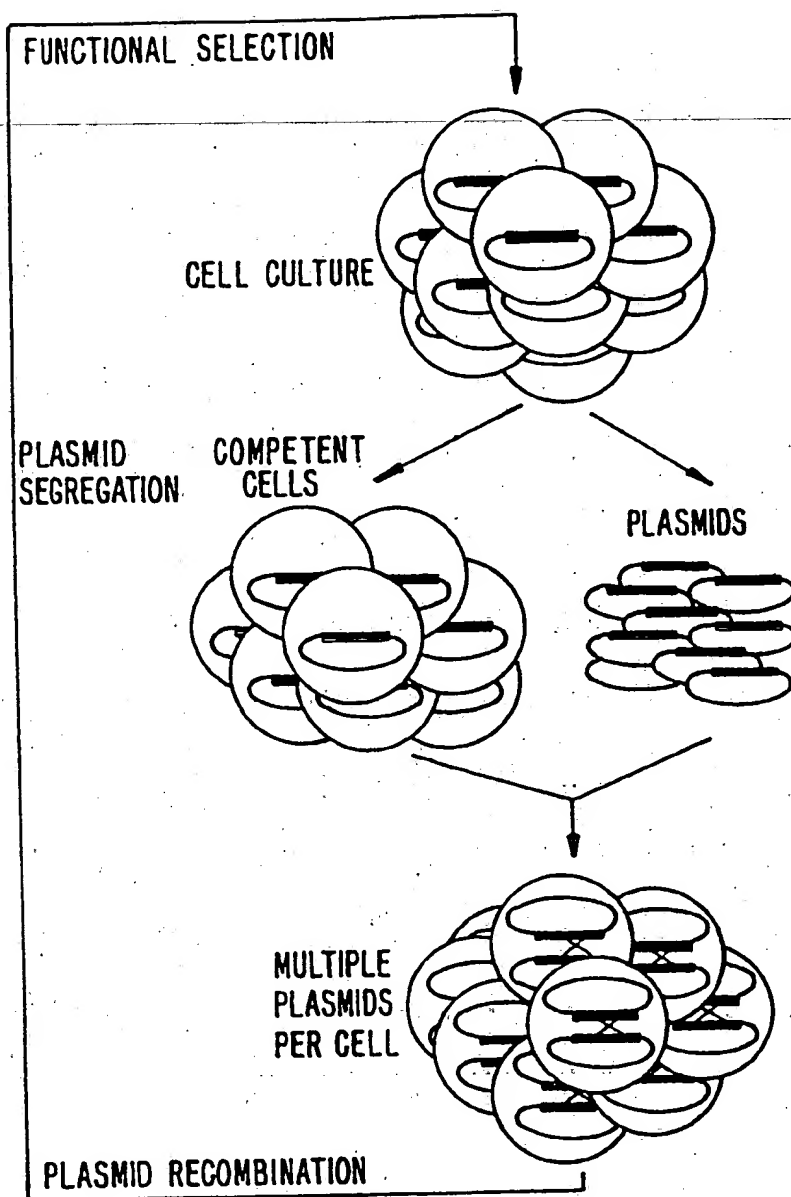 FUNCTIONAL SELECTION
CELL CULTURE
PLASMID
SEGREGATION
COMPETENT
CELLS
PLASMIDS
MULTIPLE
PLASMIDS
PER CELL
PLASMID RECOMBINATION